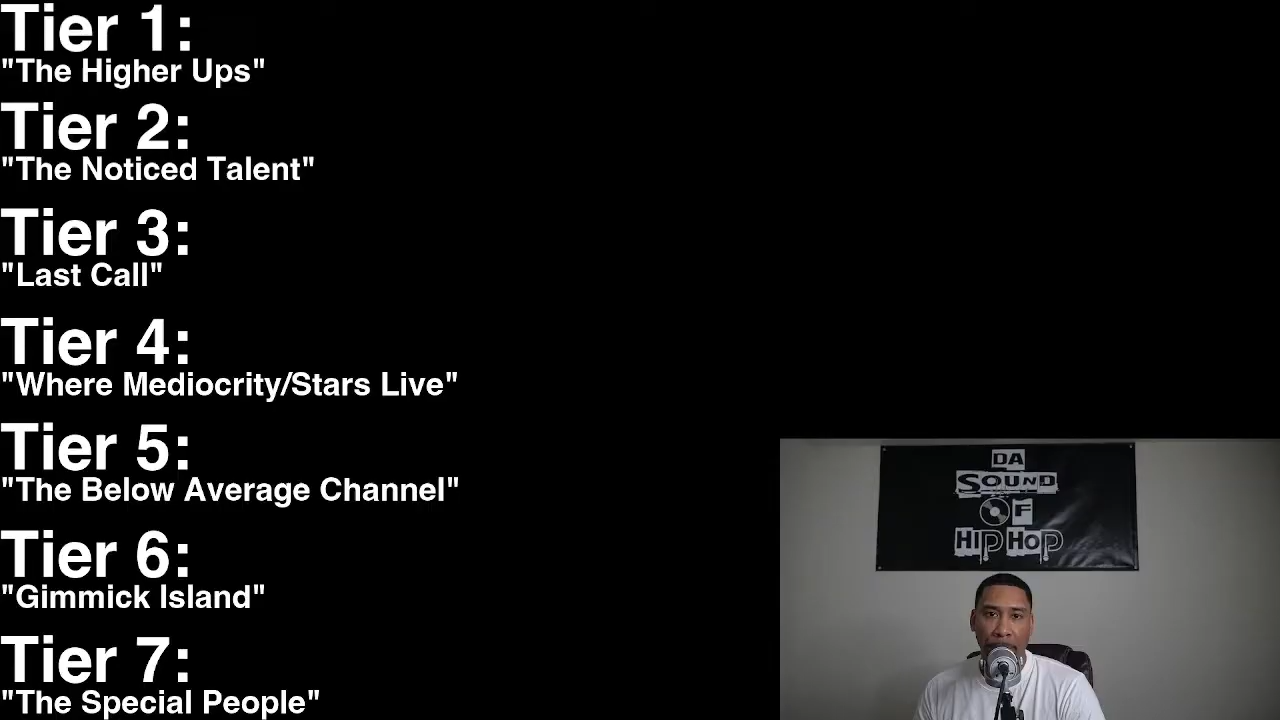 Tier 1:
"The Higher Ups"
Tier 2:
"The Noticed Talent"
Tier 3:
"Last Call"
Tier 4:
"Where Mediocrity/Stars Live"
Tier 5:
"The Below Average Channel"
Tier 6:
"Gimmick Island"
Tier 7:
"The Special People"
DA
SOUND
OF
HIP HOP